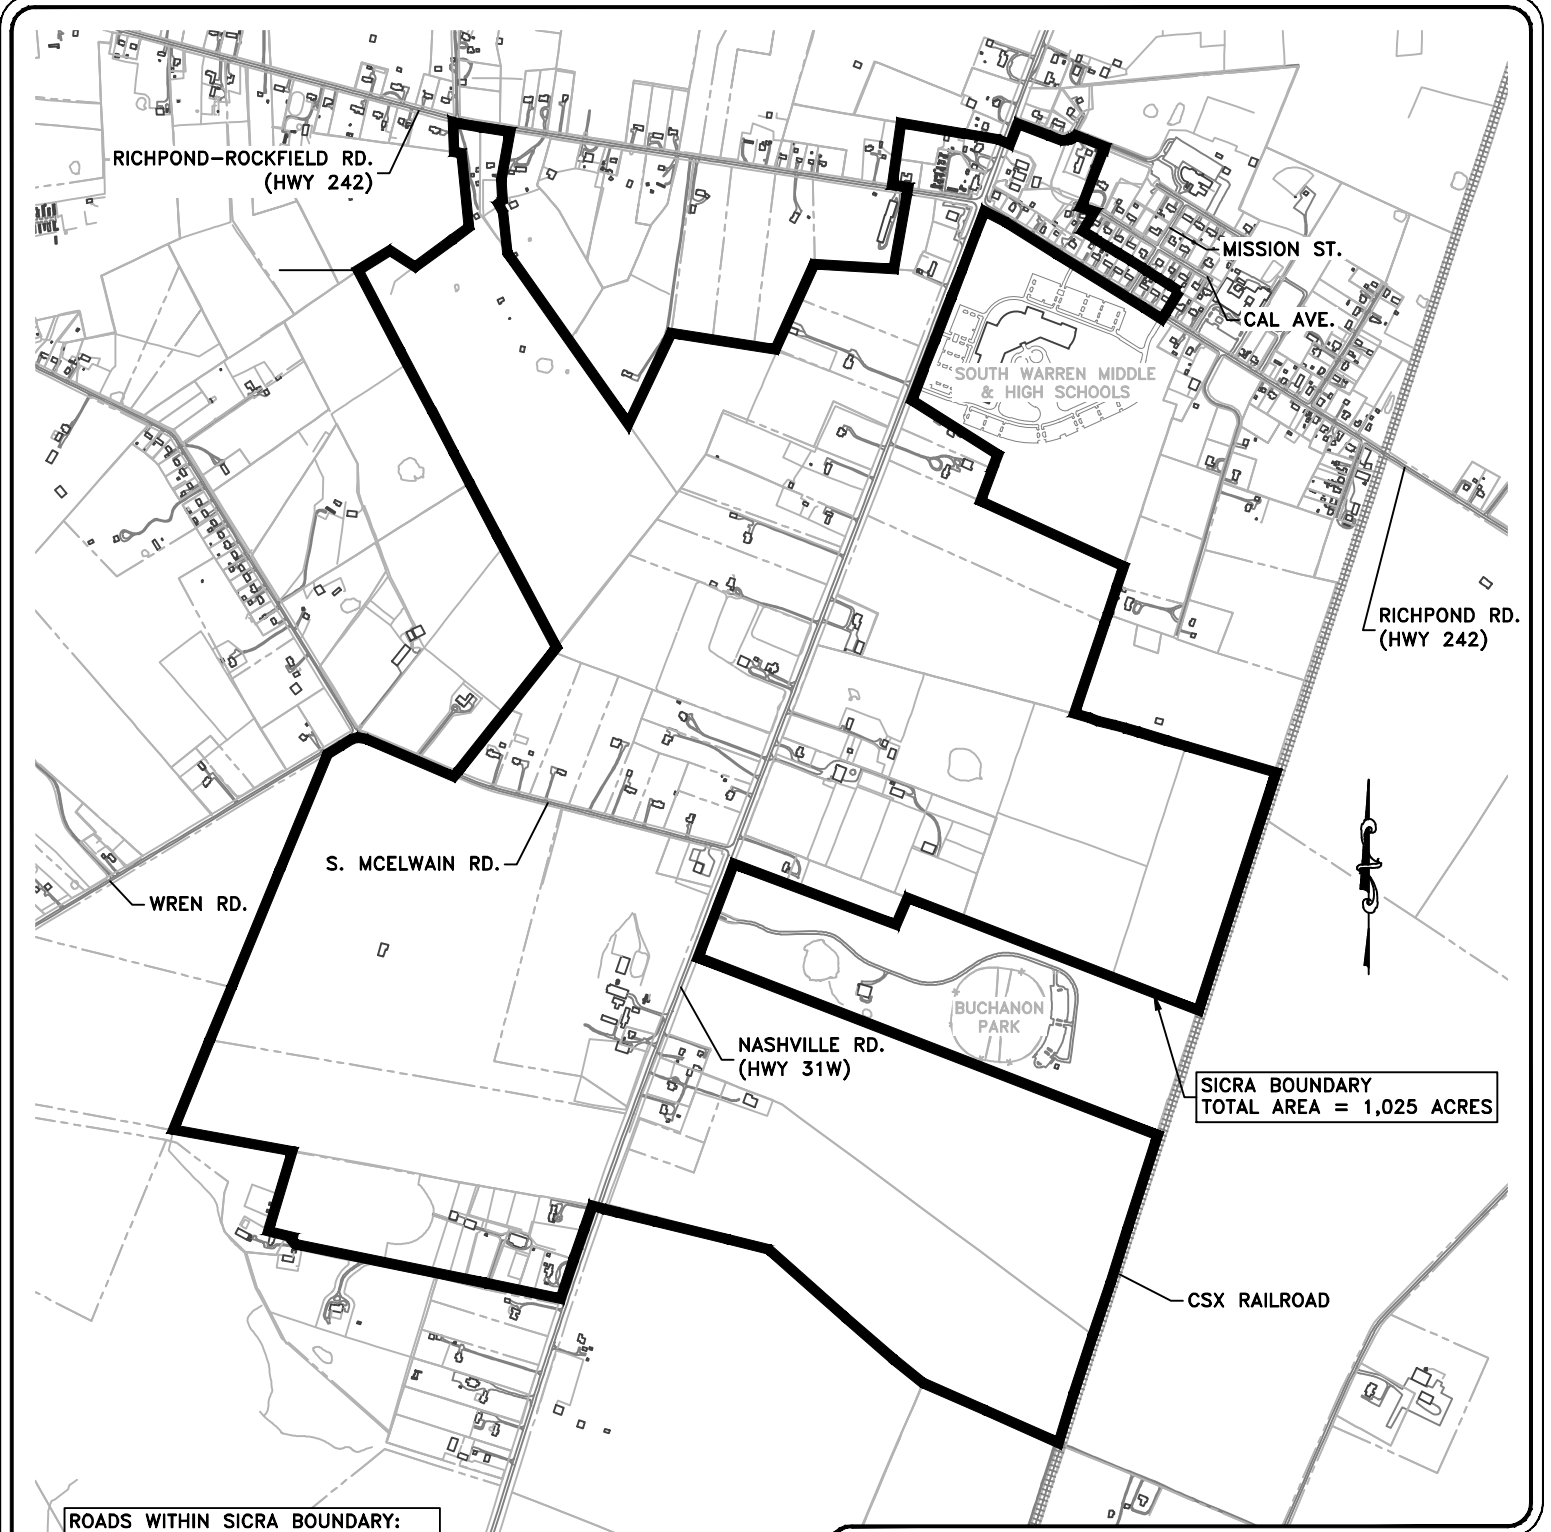 RICHPOND-ROCKFIELD RD.
(HWY 242)
MISSION ST.
CAL AVE.
SOUTH WARREN MIDDLE
& HIGH SCHOOLS
RICHPOND RD.
(HWY 242)
S. MCELWAIN RD.
WREN RD.
BUCHANON
PARK
NASHVILLE RD.
(HWY 31W)
SICRA BOUNDARY
TOTAL AREA = 1,025 ACRES
CSX RAILROAD
ROADS WITHIN SICRA BOUNDARY: